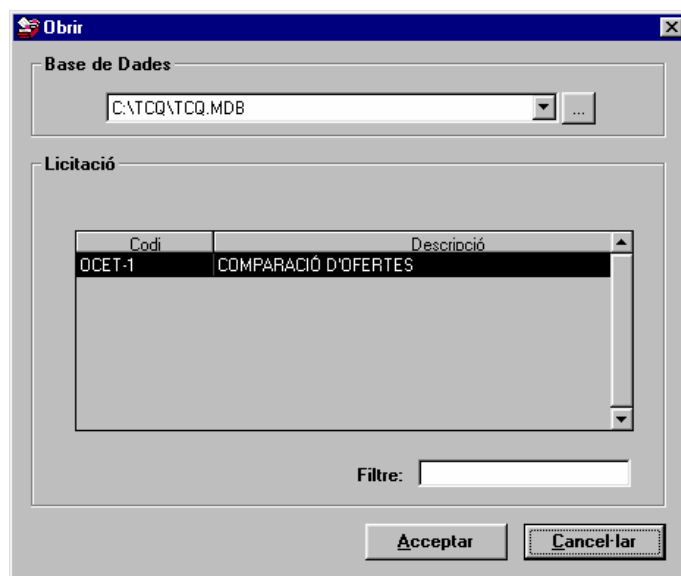 Obrir
Base de Dades
C:\TCQ\TCQ.MDB
...
Licitació
Codi Descripció
OCET-1 COMPARACIÓ D'OFERTES
Filtre:
Acceptar Cancel·lar